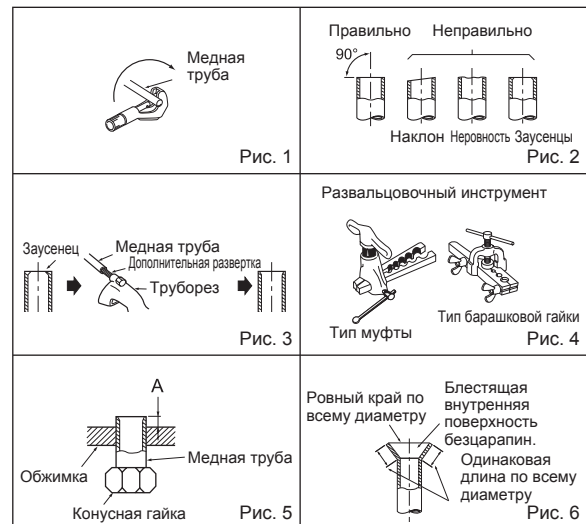 Медная
труба
Рис. 1
Правильно
Неправильно
90°
Наклон Неровность Заусенцы
Рис. 2
Заусенец
Медная труба
Дополнительная развертка
Труборез
Рис. 3
Развальцовочный инструмент
Тип муфты
Тип барашковой гайки
Рис. 4
A
Обжимка
Медная труба
Конусная гайка
Рис. 5
Ровный край по
всему диаметру
Блестящая
внутренняя
поверхность
безцарапин.
Одинаковая
длина по всему
диаметру
Рис. 6